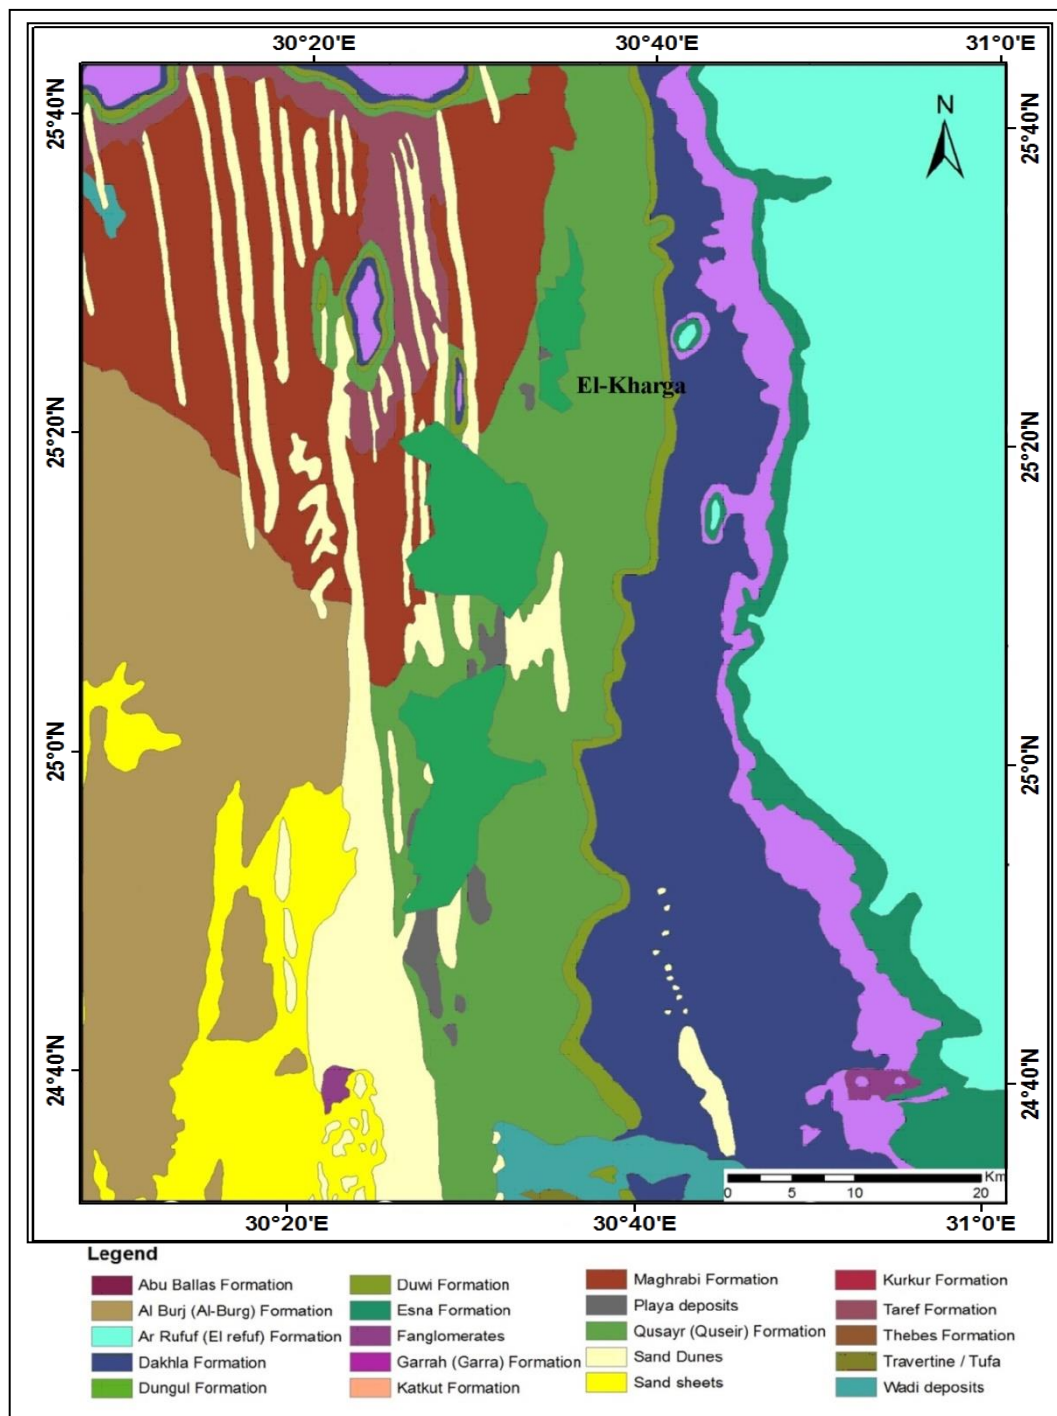 30°20'E 30°40'E 31°0'E
25°40'N 25°40'N
N
El-Kharga
25°20'N 25°20'N
25°0'N 25°0'N
24°40'N 24°40'N
Km
0 5 10 20
30°20'E 30°40'E 31°0'E
Legend
Abu Ballas Formation
Al Burj (Al-Burg) Formation
Ar Rufuf (El refuf) Formation
Dakhla Formation
Dungul Formation
Duwi Formation
Esna Formation
Fanglomerates
Garrah (Garra) Formation
Katkut Formation
Maghrabi Formation
Playa deposits
Qusayr (Quseir) Formation
Sand Dunes
Sand sheets
Kurkur Formation
Taref Formation
Thebes Formation
Travertine / Tufa
Wadi deposits